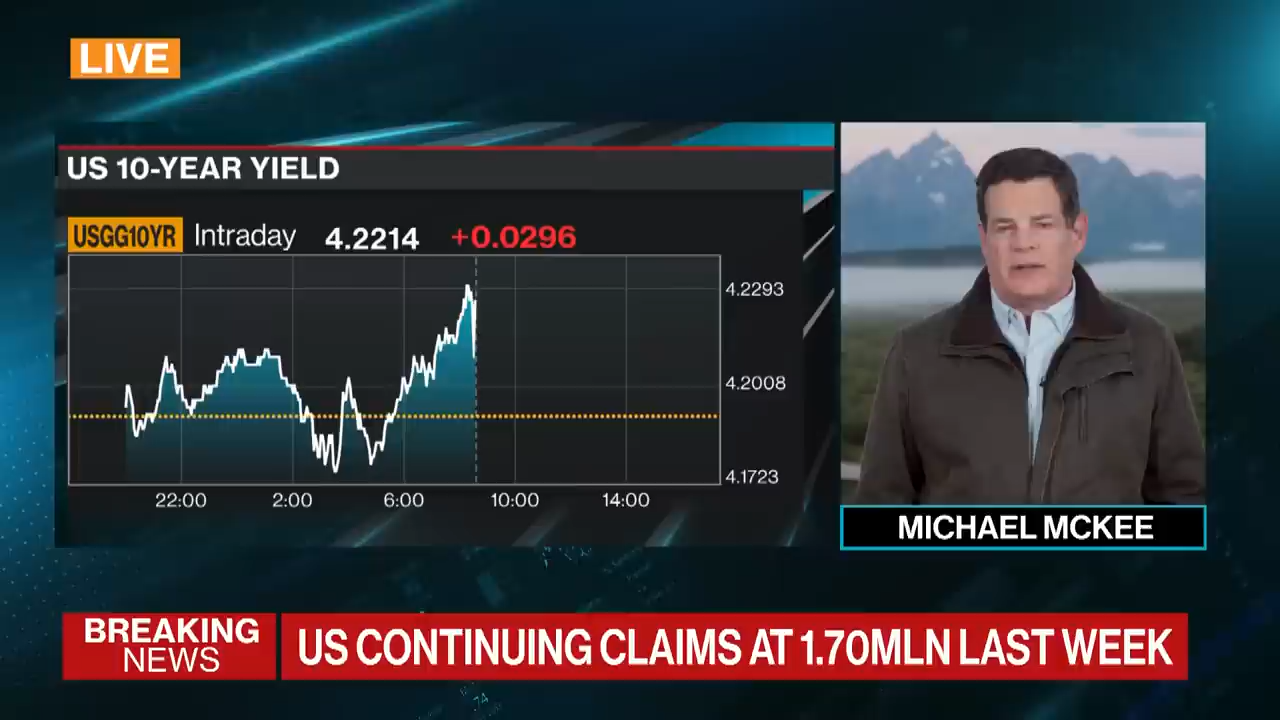 LIVE
US 10-YEAR YIELD
USGG10YR Intraday 4.2214 +0.0296
4.2293
4.2008
4.1723
22:00 2:00 6:00 10:00 14:00
MICHAEL MCKEE
BREAKING
NEWS
US CONTINUING CLAIMS AT 1.70MLN LAST WEEK
74